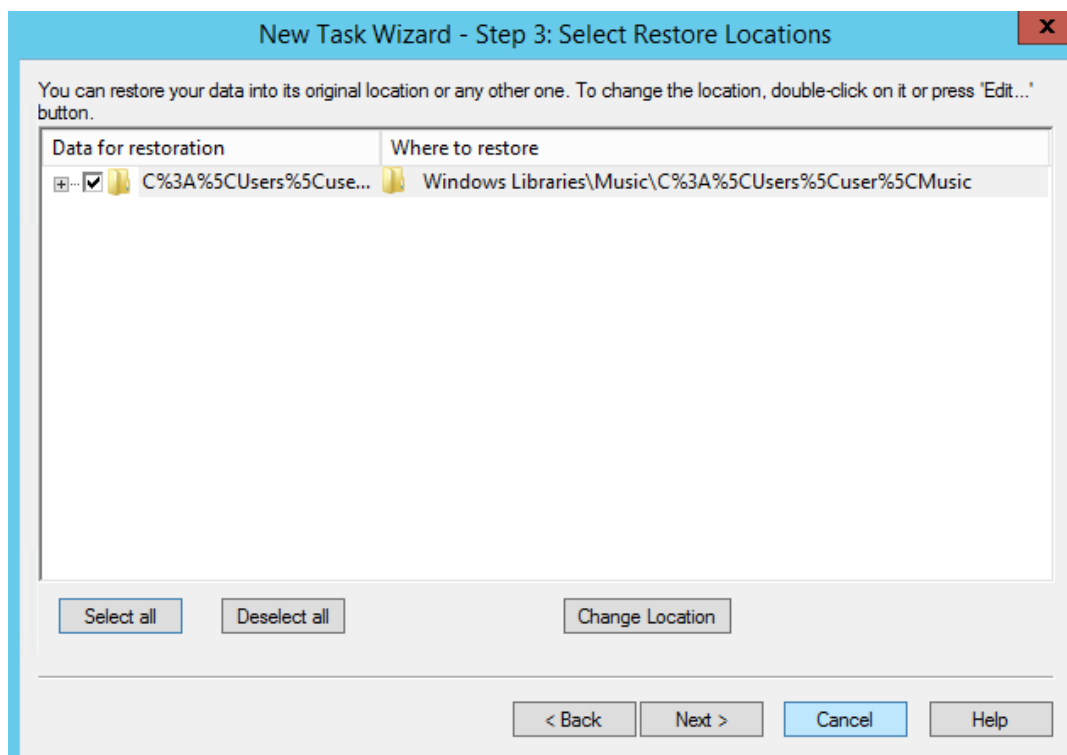 New Task Wizard - Step 3: Select Restore Locations
x
You can restore your data into its original location or any other one. To change the location, double-click on it or press 'Edit...'
button.
Data for restoration Where to restore
C%3A%5CUsers%5Cuse... Windows Libraries\Music\C%3A%5CUsers%5Cuser%5CMusic
Select all Deselect all Change Location
< Back Next > Cancel Help